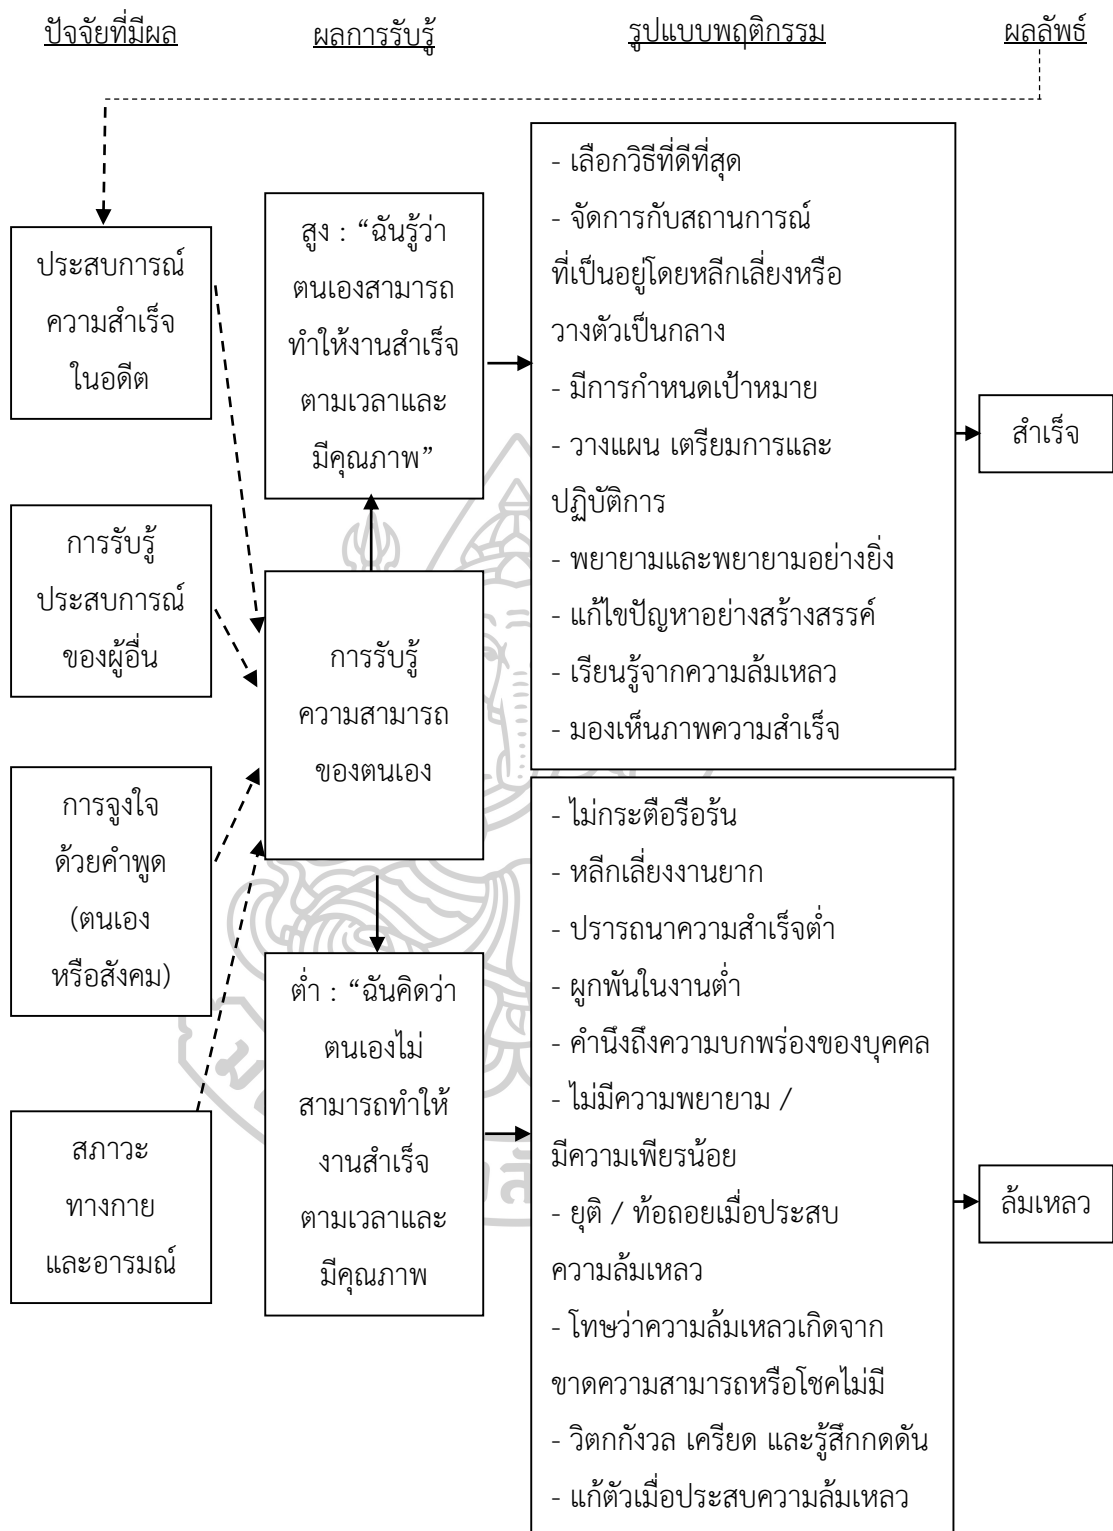 ปัจจัยที่มีผล
ผลการรับรู้
รูปแบบพฤติกรรม
ผลลัพธ์
ประสบการณ์
ความสำเร็จ
ในอดีต
การรับรู้
ประสบการณ์
ของผู้อื่น
การจูงใจ
ด้วยคำพูด
(ตนเอง
หรือสังคม)
สภาวะ
ทางกาย
และอารมณ์
สูง : “ฉันรู้ว่า
ตนเองสามารถ
ทำให้งานสำเร็จ
ตามเวลาและ
มีคุณภาพ”
การรับรู้
ความสามารถ
ของตนเอง
ต่ำ : “ฉันคิดว่า
ตนเองไม่
สามารถทำให้
งานสำเร็จ
ตามเวลาและ
มีคุณภาพ
- เลือกวิธีที่ดีที่สุด
- จัดการกับสถานการณ์
ที่เป็นอยู่โดยหลีกเลี่ยงหรือ
วางตัวเป็นกลาง
- มีการกำหนดเป้าหมาย
- วางแผน เตรียมการและ
ปฏิบัติการ
- พยายามและพยายามอย่างยิ่ง
- แก้ไขปัญหาอย่างสร้างสรรค์
- เรียนรู้จากความล้มเหลว
- มองเห็นภาพความสำเร็จ
- ไม่กระตือรือร้น
- หลีกเลี่ยงงานยาก
- ปรารถนาความสำเร็จต่ำ
- ผูกพันในงานต่ำ
- คำนึงถึงความบกพร่องของบุคคล
- ไม่มีความพยายาม /
มีความเพียรน้อย
- ยุติ / ท้อถอยเมื่อประสบ
ความล้มเหลว
- โทษว่าความล้มเหลวเกิดจาก
ขาดความสามารถหรือโชคไม่มี
- วิตกกังวล เครียด และรู้สึกกดดัน
- แก้ตัวเมื่อประสบความล้มเหลว
สำเร็จ
ล้มเหลว